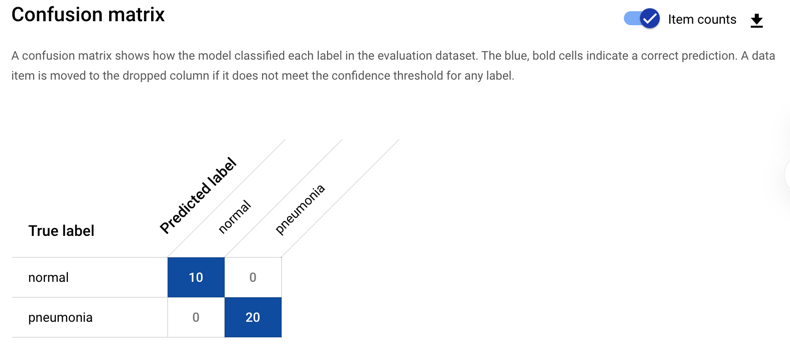 Confusion matrix
Item counts
A confusion matrix shows how the model classified each label in the evaluation dataset. The blue, bold cells indicate a correct prediction. A data
item is moved to the dropped column if it does not meet the confidence threshold for any label.
Predicted label
normal
pneumonia
True label
normal 10 0
pneumonia 0 20